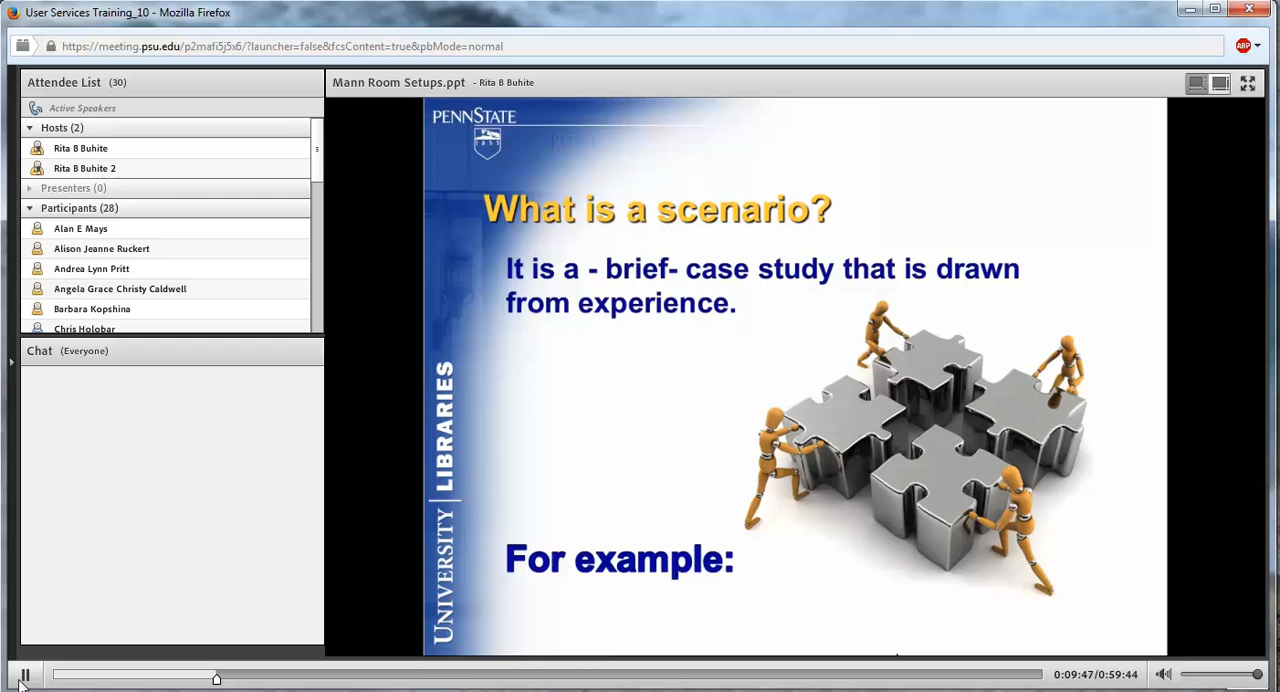 User Services Training_10 - Mozilla Firefox
https://meeting.psu.edu/p2mafi5j5x6/?launcher=false&fcsContent=true&pbMode=normal
ABP
Attendee List (30)
Active Speakers
Hosts (2)
Rita B Buhite
Rita B Buhite 2
Presenters (0)
Participants (28)
Alan E Mays
Alison Jeanne Ruckert
Andrea Lynn Pritt
Angela Grace Christy Caldwell
Barbara Kopshina
Chris Holobar
Chat (Everyone)
Mann Room Setups.ppt - Rita B Buhite
PENNSTATE
1855
UNIVERSITY LIBRARIES
What is a scenario?
It is a - brief- case study that is drawn
from experience.
For example:
0:09:47/0:59:44